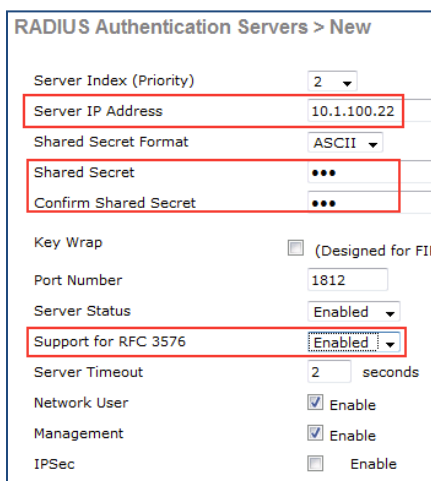 RADIUS Authentication Servers > New
Server Index (Priority) 2
Server IP Address 10.1.100.22
Shared Secret Format ASCII
Shared Secret •••
Confirm Shared Secret •••
Key Wrap (Designed for
Port Number 1812
Server Status Enabled
Support for RFC 3576 Enabled
Server Timeout 2 seconds
Network User Enable
Management Enable
IPSec Enable